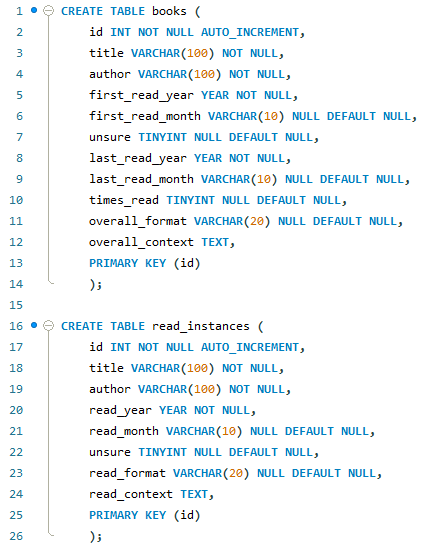 1 CREATE TABLE books (
2 id INT NOT NULL AUTO_INCREMENT,
3 title VARCHAR(100) NOT NULL,
4 author VARCHAR(100) NOT NULL,
5 first_read_year YEAR NOT NULL,
6 first_read_month VARCHAR(10) NULL DEFAULT NULL,
7 unsure TINYINT NULL DEFAULT NULL,
8 last_read_year YEAR NOT NULL,
9 last_read_month VARCHAR(10) NULL DEFAULT NULL,
10 times_read TINYINT NULL DEFAULT NULL,
11 overall_format VARCHAR(20) NULL DEFAULT NULL,
12 overall_context TEXT,
13 PRIMARY KEY (id)
14 );
15
16 CREATE TABLE read_instances (
17 id INT NOT NULL AUTO_INCREMENT,
18 title VARCHAR(100) NOT NULL,
19 author VARCHAR(100) NOT NULL,
20 read_year YEAR NOT NULL,
21 read_month VARCHAR(10) NULL DEFAULT NULL,
22 unsure TINYINT NULL DEFAULT NULL,
23 read_format VARCHAR(20) NULL DEFAULT NULL,
24 read_context TEXT,
25 PRIMARY KEY (id)
26 );